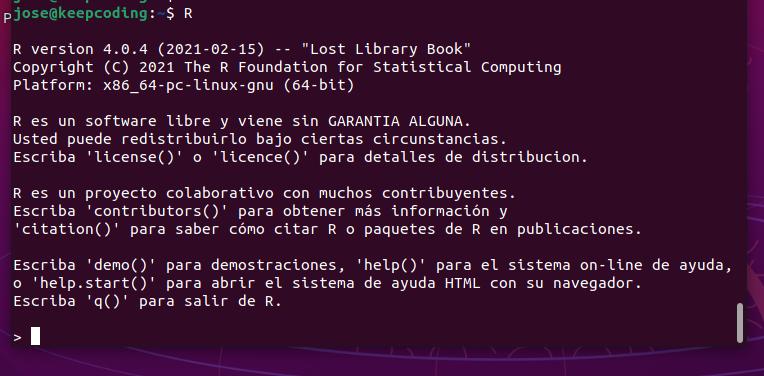 jose@keepcoding:~$ R
R version 4.0.4 (2021-02-15) -- "Lost Library Book"
Copyright (C) 2021 The R Foundation for Statistical Computing
Platform: x86_64-pc-linux-gnu (64-bit)
R es un software libre y viene sin GARANTIA ALGUNA.
Usted puede redistribuirlo bajo ciertas circunstancias.
Escriba 'license()' o 'licence()' para detalles de distribucion.
R es un proyecto colaborativo con muchos contribuyentes.
Escriba 'contributors()' para obtener más información y
'citation()' para saber cómo citar R o paquetes de R en publicaciones.
Escriba 'demo()' para demostraciones, 'help()' para el sistema on-line de ayuda,
o 'help.start()' para abrir el sistema de ayuda HTML con su navegador.
Escriba 'q()' para salir de R.
>